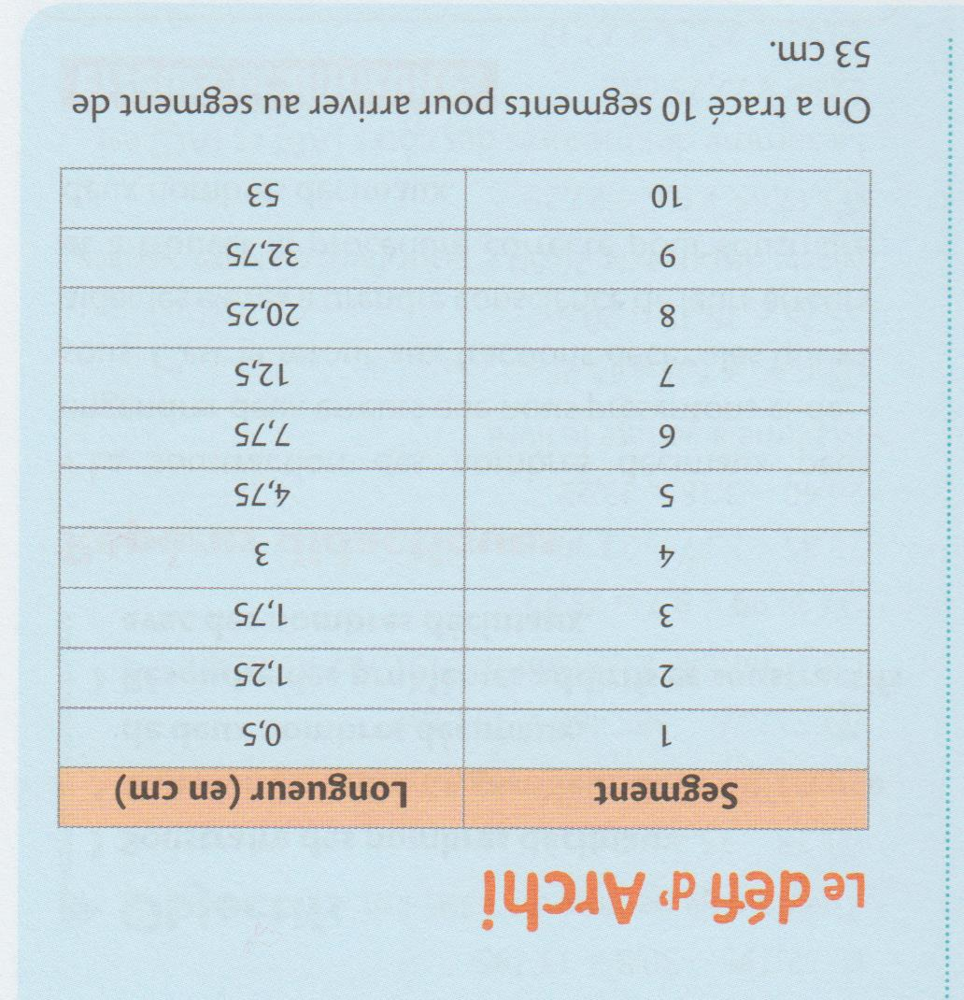 Le défi d'Archi
Segment Longueur (en cm)
1 0,5
2 1,25
3 1,75
4 3
5 4,75
6 7,75
7 12,5
8 20,25
9 32,75
10 53
On a tracé 10 segments pour arriver au segment de
53 cm.